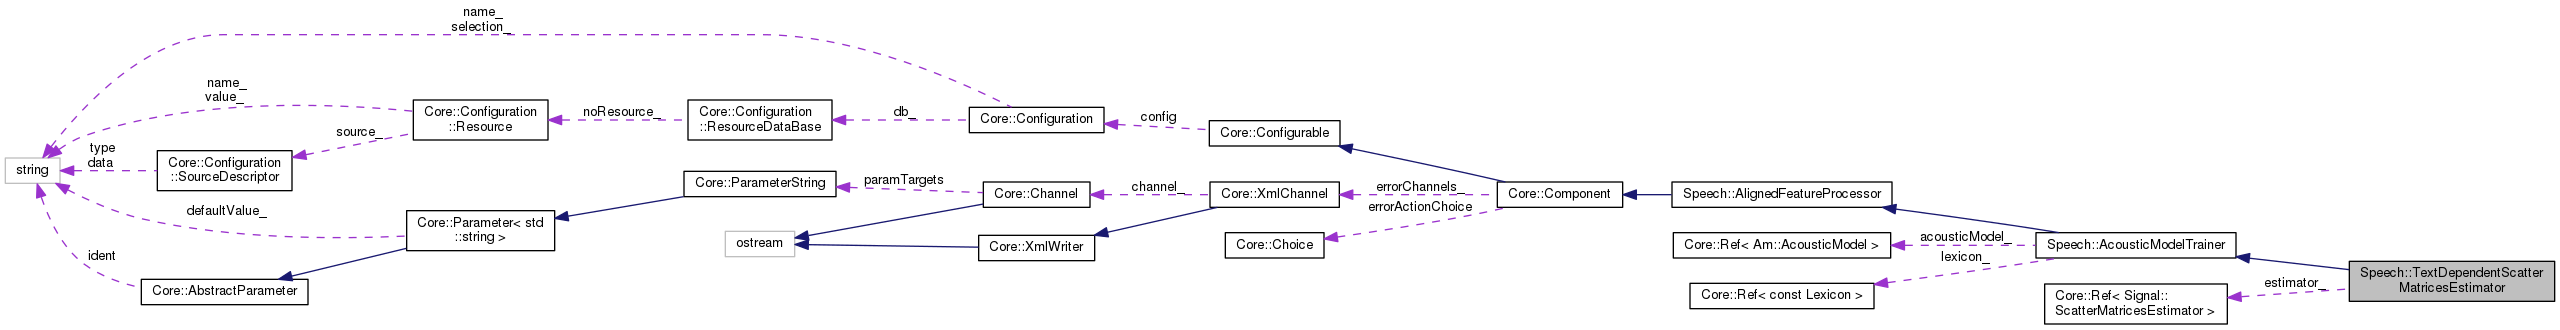 name_
selection_
name_
value_
Core::Configuration
::Resource
noResource_
Core::Configuration
::ResourceDataBase
db_
Core::Configuration
config
Core::Configurable
source_
type
data
string
Core::Configuration
::SourceDescriptor
Core::ParameterString
paramTargets
Core::Channel
channel_
Core::XmlChannel
errorChannels_
errorActionChoice
Core::Component
Speech::AlignedFeatureProcessor
defaultValue_
Core::Parameter< std
::string >
ostream
Core::XmlWriter
Core::Choice
Core::Ref< Am::AcousticModel >
acousticModel_
lexicon_
Speech::AcousticModelTrainer
ident
Core::AbstractParameter
Core::Ref< const Lexicon >
Core::Ref< Signal::
ScatterMatricesEstimator >
estimator_
Speech::TextDependentScatter
MatricesEstimator